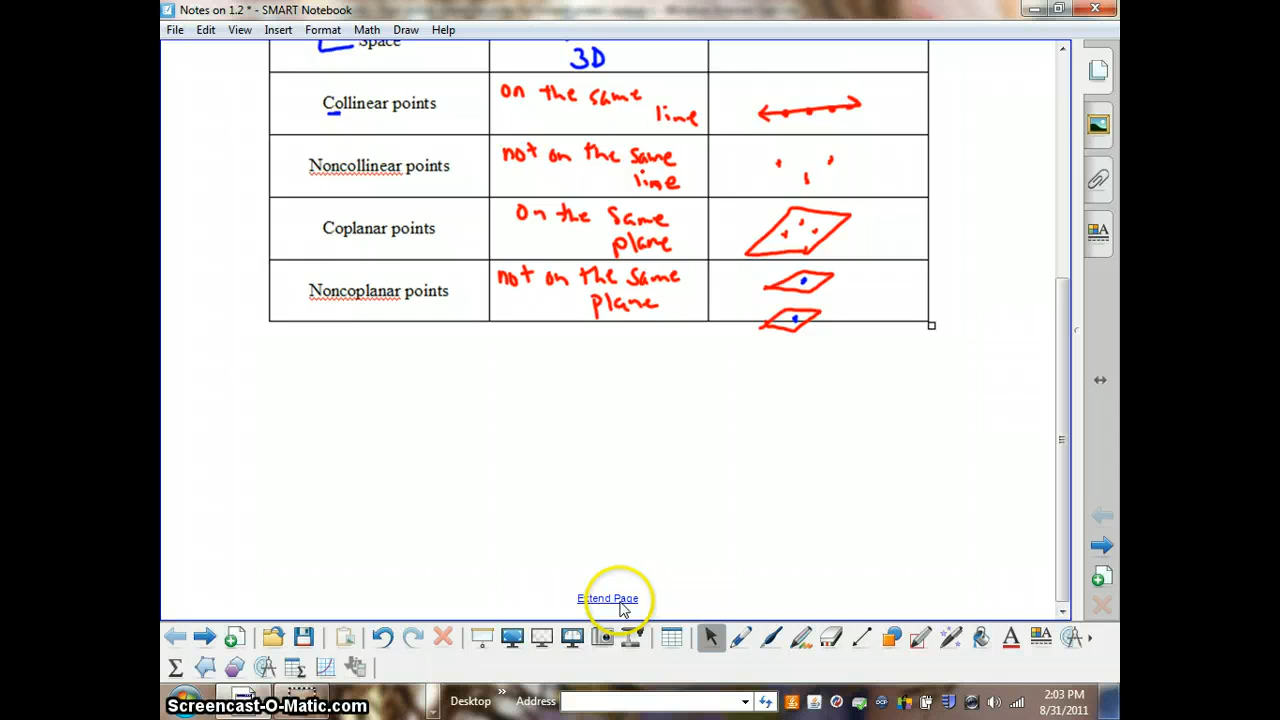 Notes on 1.2 * - SMART Notebook
File Edit View Insert Format Math Draw Help
Space
3D
Collinear points
on the same
line
Noncollinear points
not on the same
line
Coplanar points
on the same
plane
Noncoplanar points
not on the same
plane
Extend Page
Desktop
Address
2:03 PM
8/31/2011
Screencast-O-Matic.com